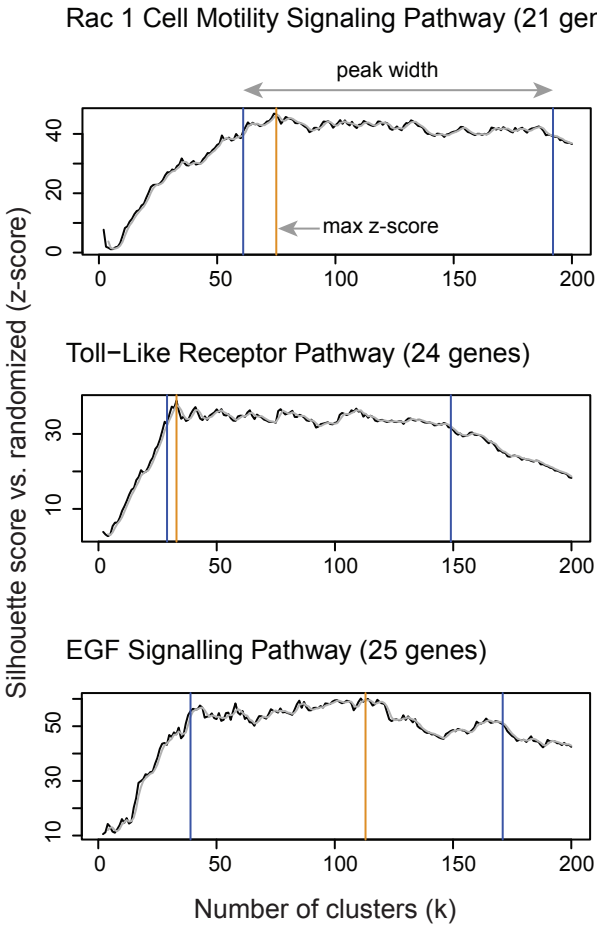 Rac 1 Cell Motility Signaling Pathway (21 ger
peak width
40
20
0
max z-score
0 50 100 150 200
Toll−Like Receptor Pathway (24 genes)
30
10
0 50 100 150 200
EGF Signalling Pathway (25 genes)
50
30
10
0 50 100 150 200
Number of clusters (k)
Silhouette score vs. randomized (z-score)